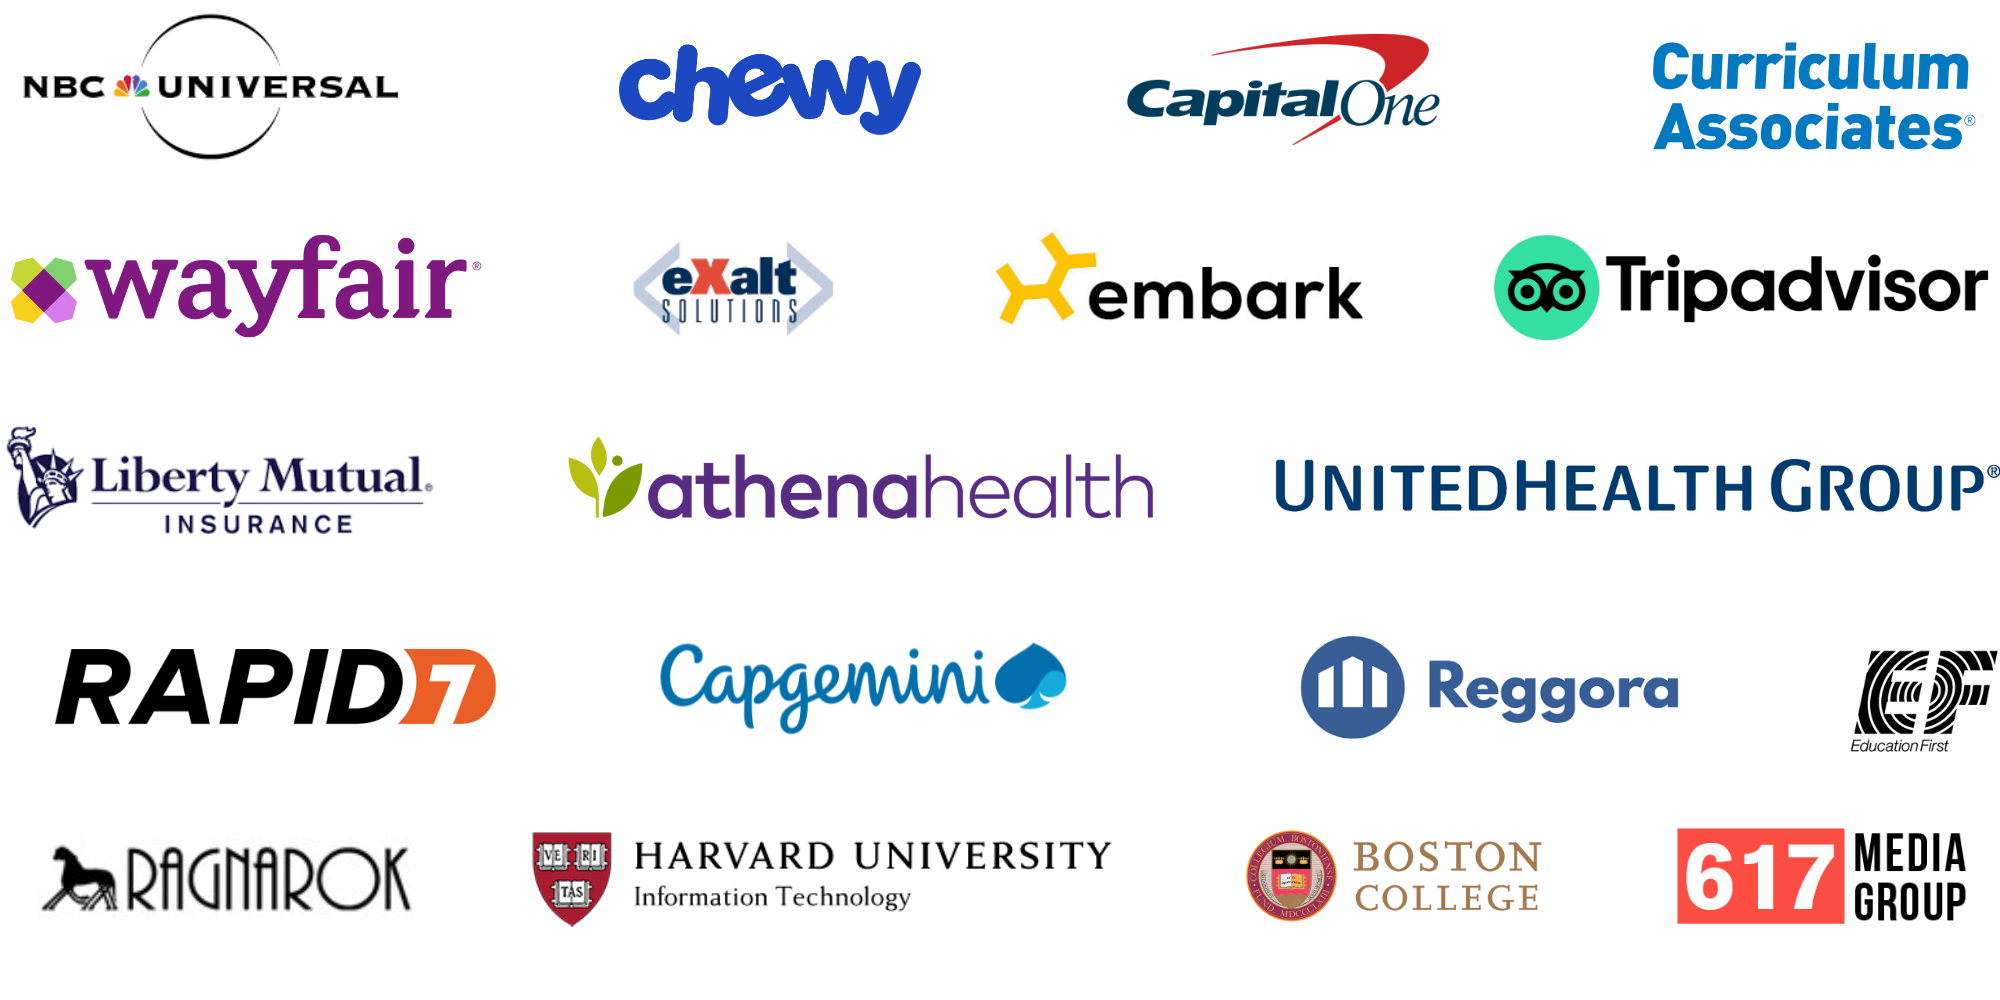 NBC UNIVERSAL
chewy
Capital One
Curriculum
Associates®
wayfair®
eXalt
SOLUTIONS
embark
Tripadvisor
Liberty Mutual®
INSURANCE
athenahealth
UNITEDHEALTH GROUP®
RAPID7
Capgemini
Reggora
EF
Education First
RAGNAROK
VE RI
TAS
HARVARD UNIVERSITY
Information Technology
BOSTON
COLLEGE
617
MEDIA
GROUP